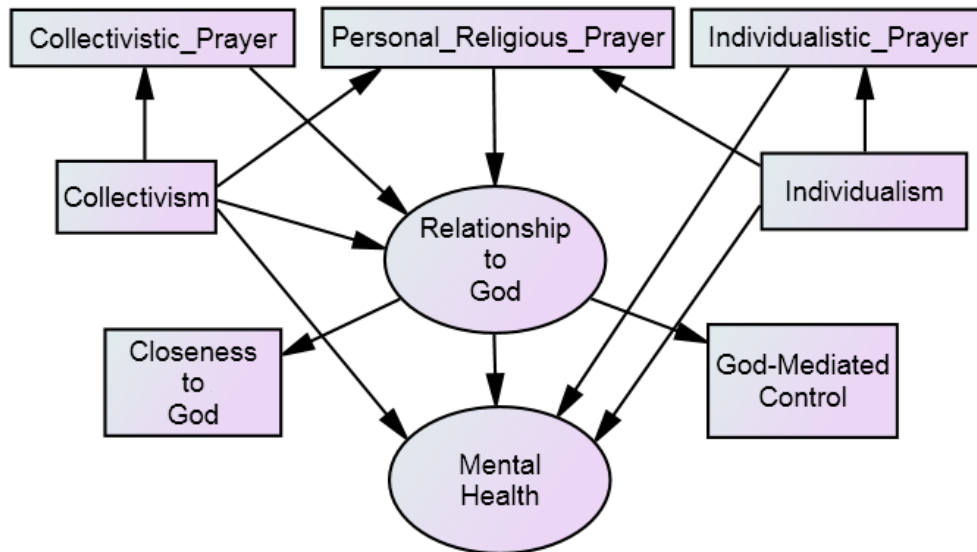 Collectivistic_Prayer
Personal_Religious_Prayer
Individualistic_Prayer
Collectivism
Individualism
Relationship
to
God
Closeness
to
God
God-Mediated
Control
Mental
Health